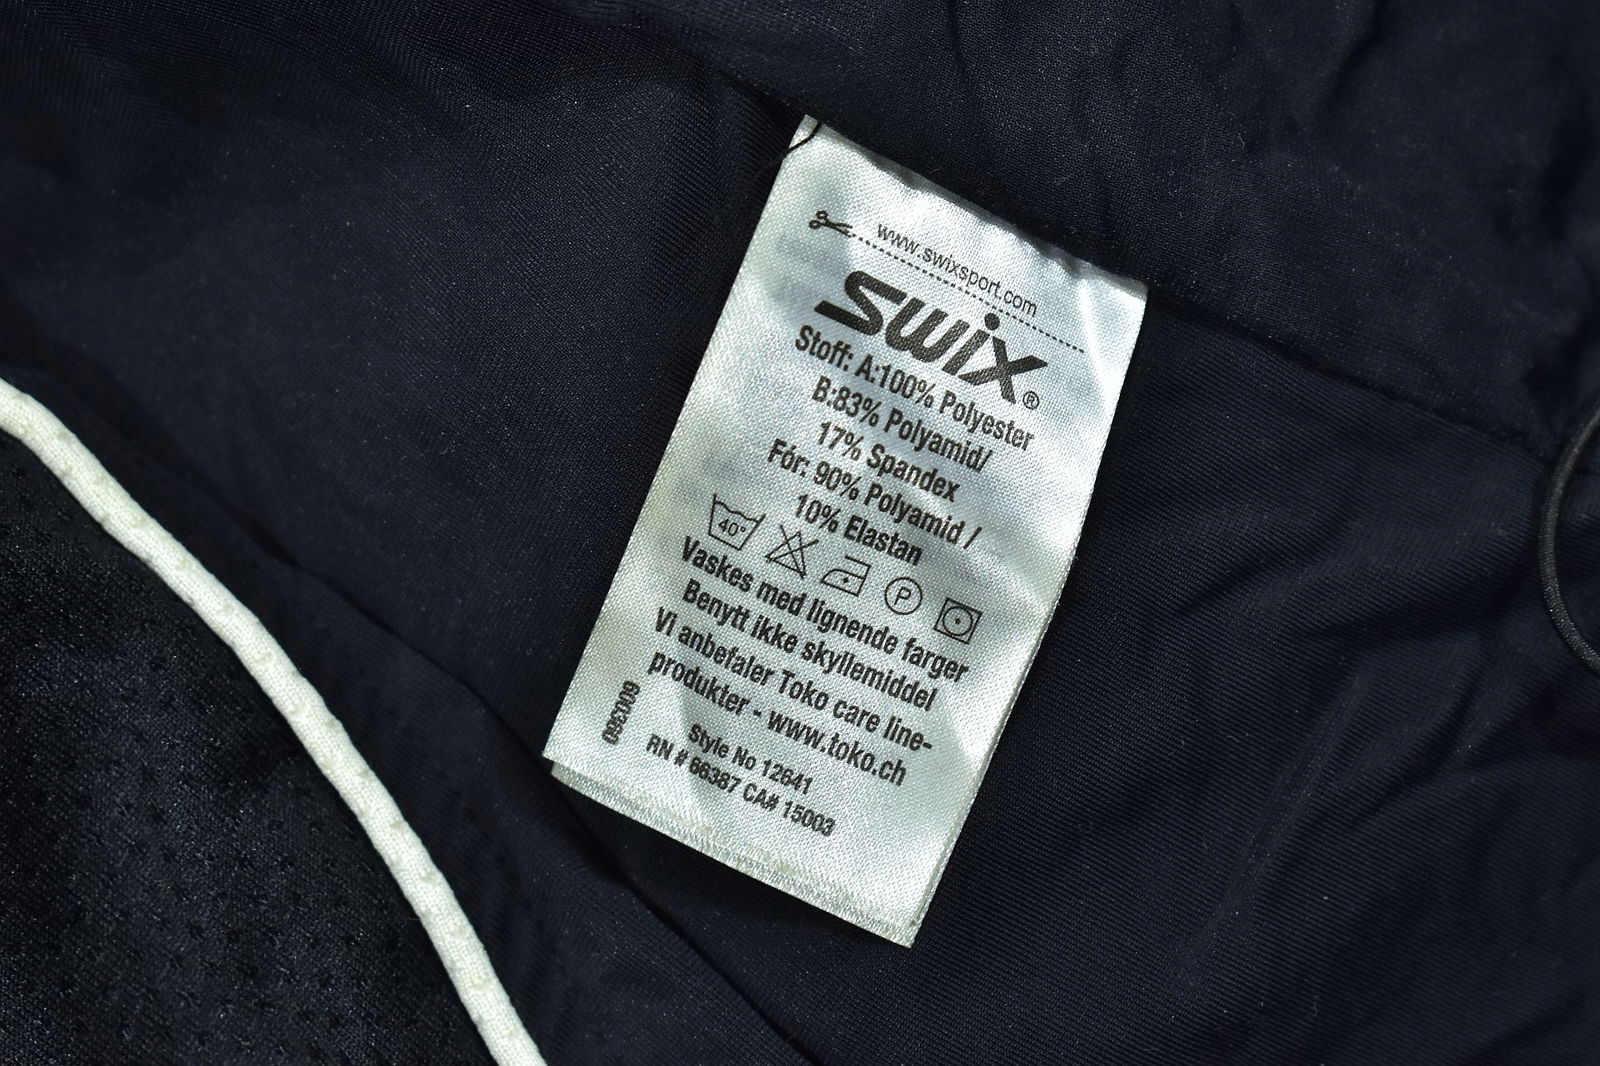 www.swixsport.com
swix®
Stoff: A:100% Polyester
B:83% Polyamid/
17% Spandex
Fór: 90% Polyamid /
10% Elastan
40°
P
Vaskes med lignende farger
Benytt ikke skyllemiddel
Vi anbefaler Toko care line-
produkter - www.toko.ch
Style No 12641
RN # 66387 CA# 15003